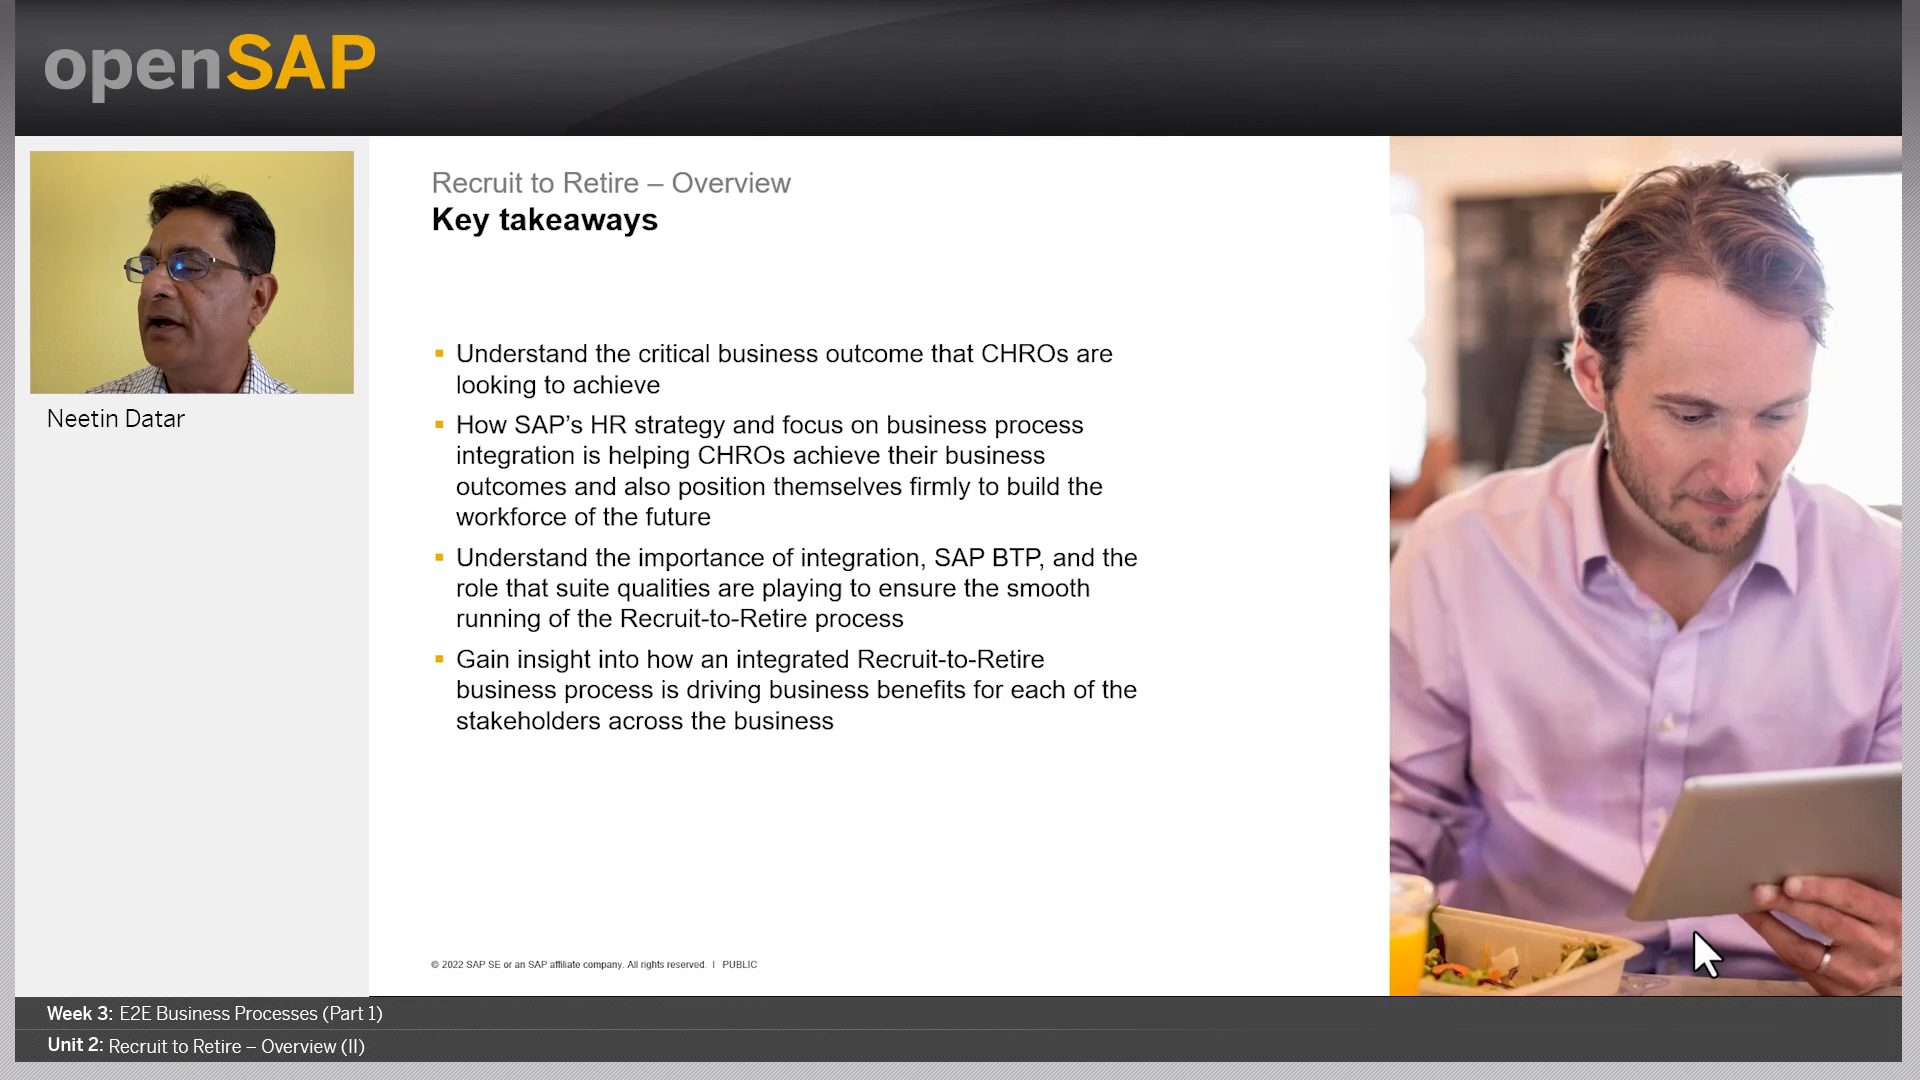 openSAP
Neetin Datar
Recruit to Retire – Overview
Key takeaways
▪ Understand the critical business outcome that CHROs are
looking to achieve
▪ How SAP’s HR strategy and focus on business process
integration is helping CHROs achieve their business
outcomes and also position themselves firmly to build the
workforce of the future
▪ Understand the importance of integration, SAP BTP, and the
role that suite qualities are playing to ensure the smooth
running of the Recruit-to-Retire process
▪ Gain insight into how an integrated Recruit-to-Retire
business process is driving business benefits for each of the
stakeholders across the business
© 2022 SAP SE or an SAP affiliate company. All rights reserved. | PUBLIC
Week 3: E2E Business Processes (Part 1)
Unit 2: Recruit to Retire – Overview (II)